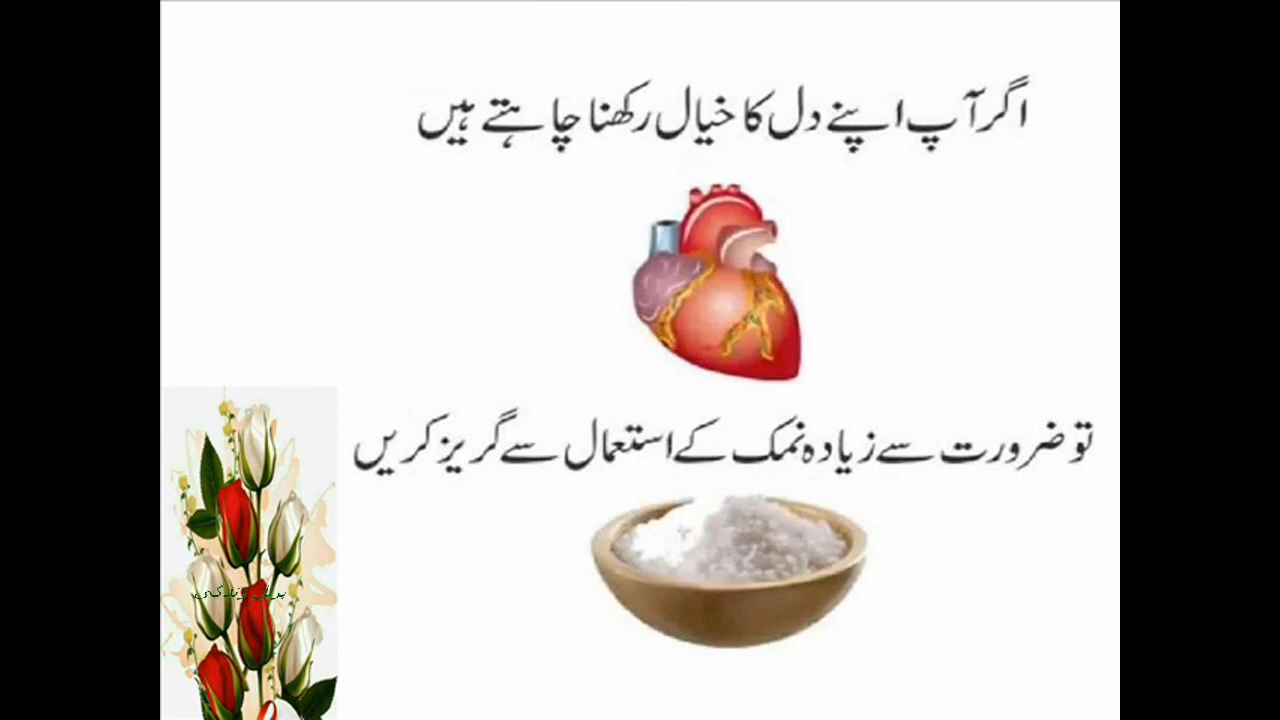 اگر آپ اپنے دل کا خیال رکھنا چاہتے ہیں
تو ضرورت سے زیادہ نمک کے استعمال سے گریز کریں